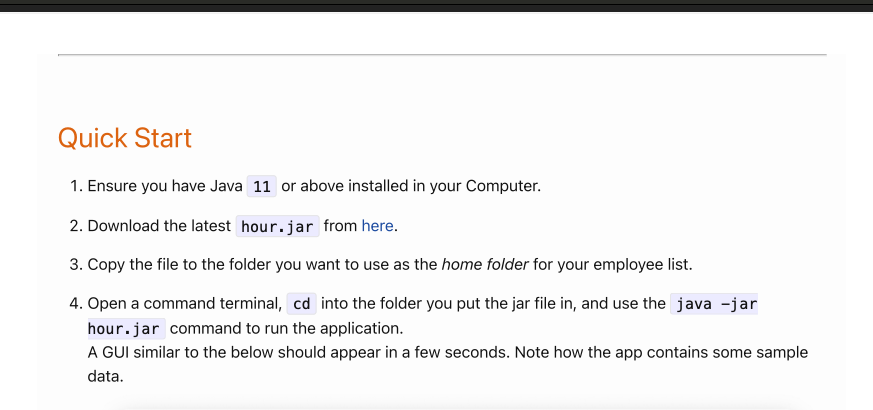 Quick Start
1. Ensure you have Java 11 or above installed in your Computer.
2. Download the latest hour.jar from here.
3. Copy the file to the folder you want to use as the home folder for your employee list.
4. Open a command terminal, cd into the folder you put the jar file in, and use the java -jar
hour.jar command to run the application.
A GUI similar to the below should appear in a few seconds. Note how the app contains some sample
data.